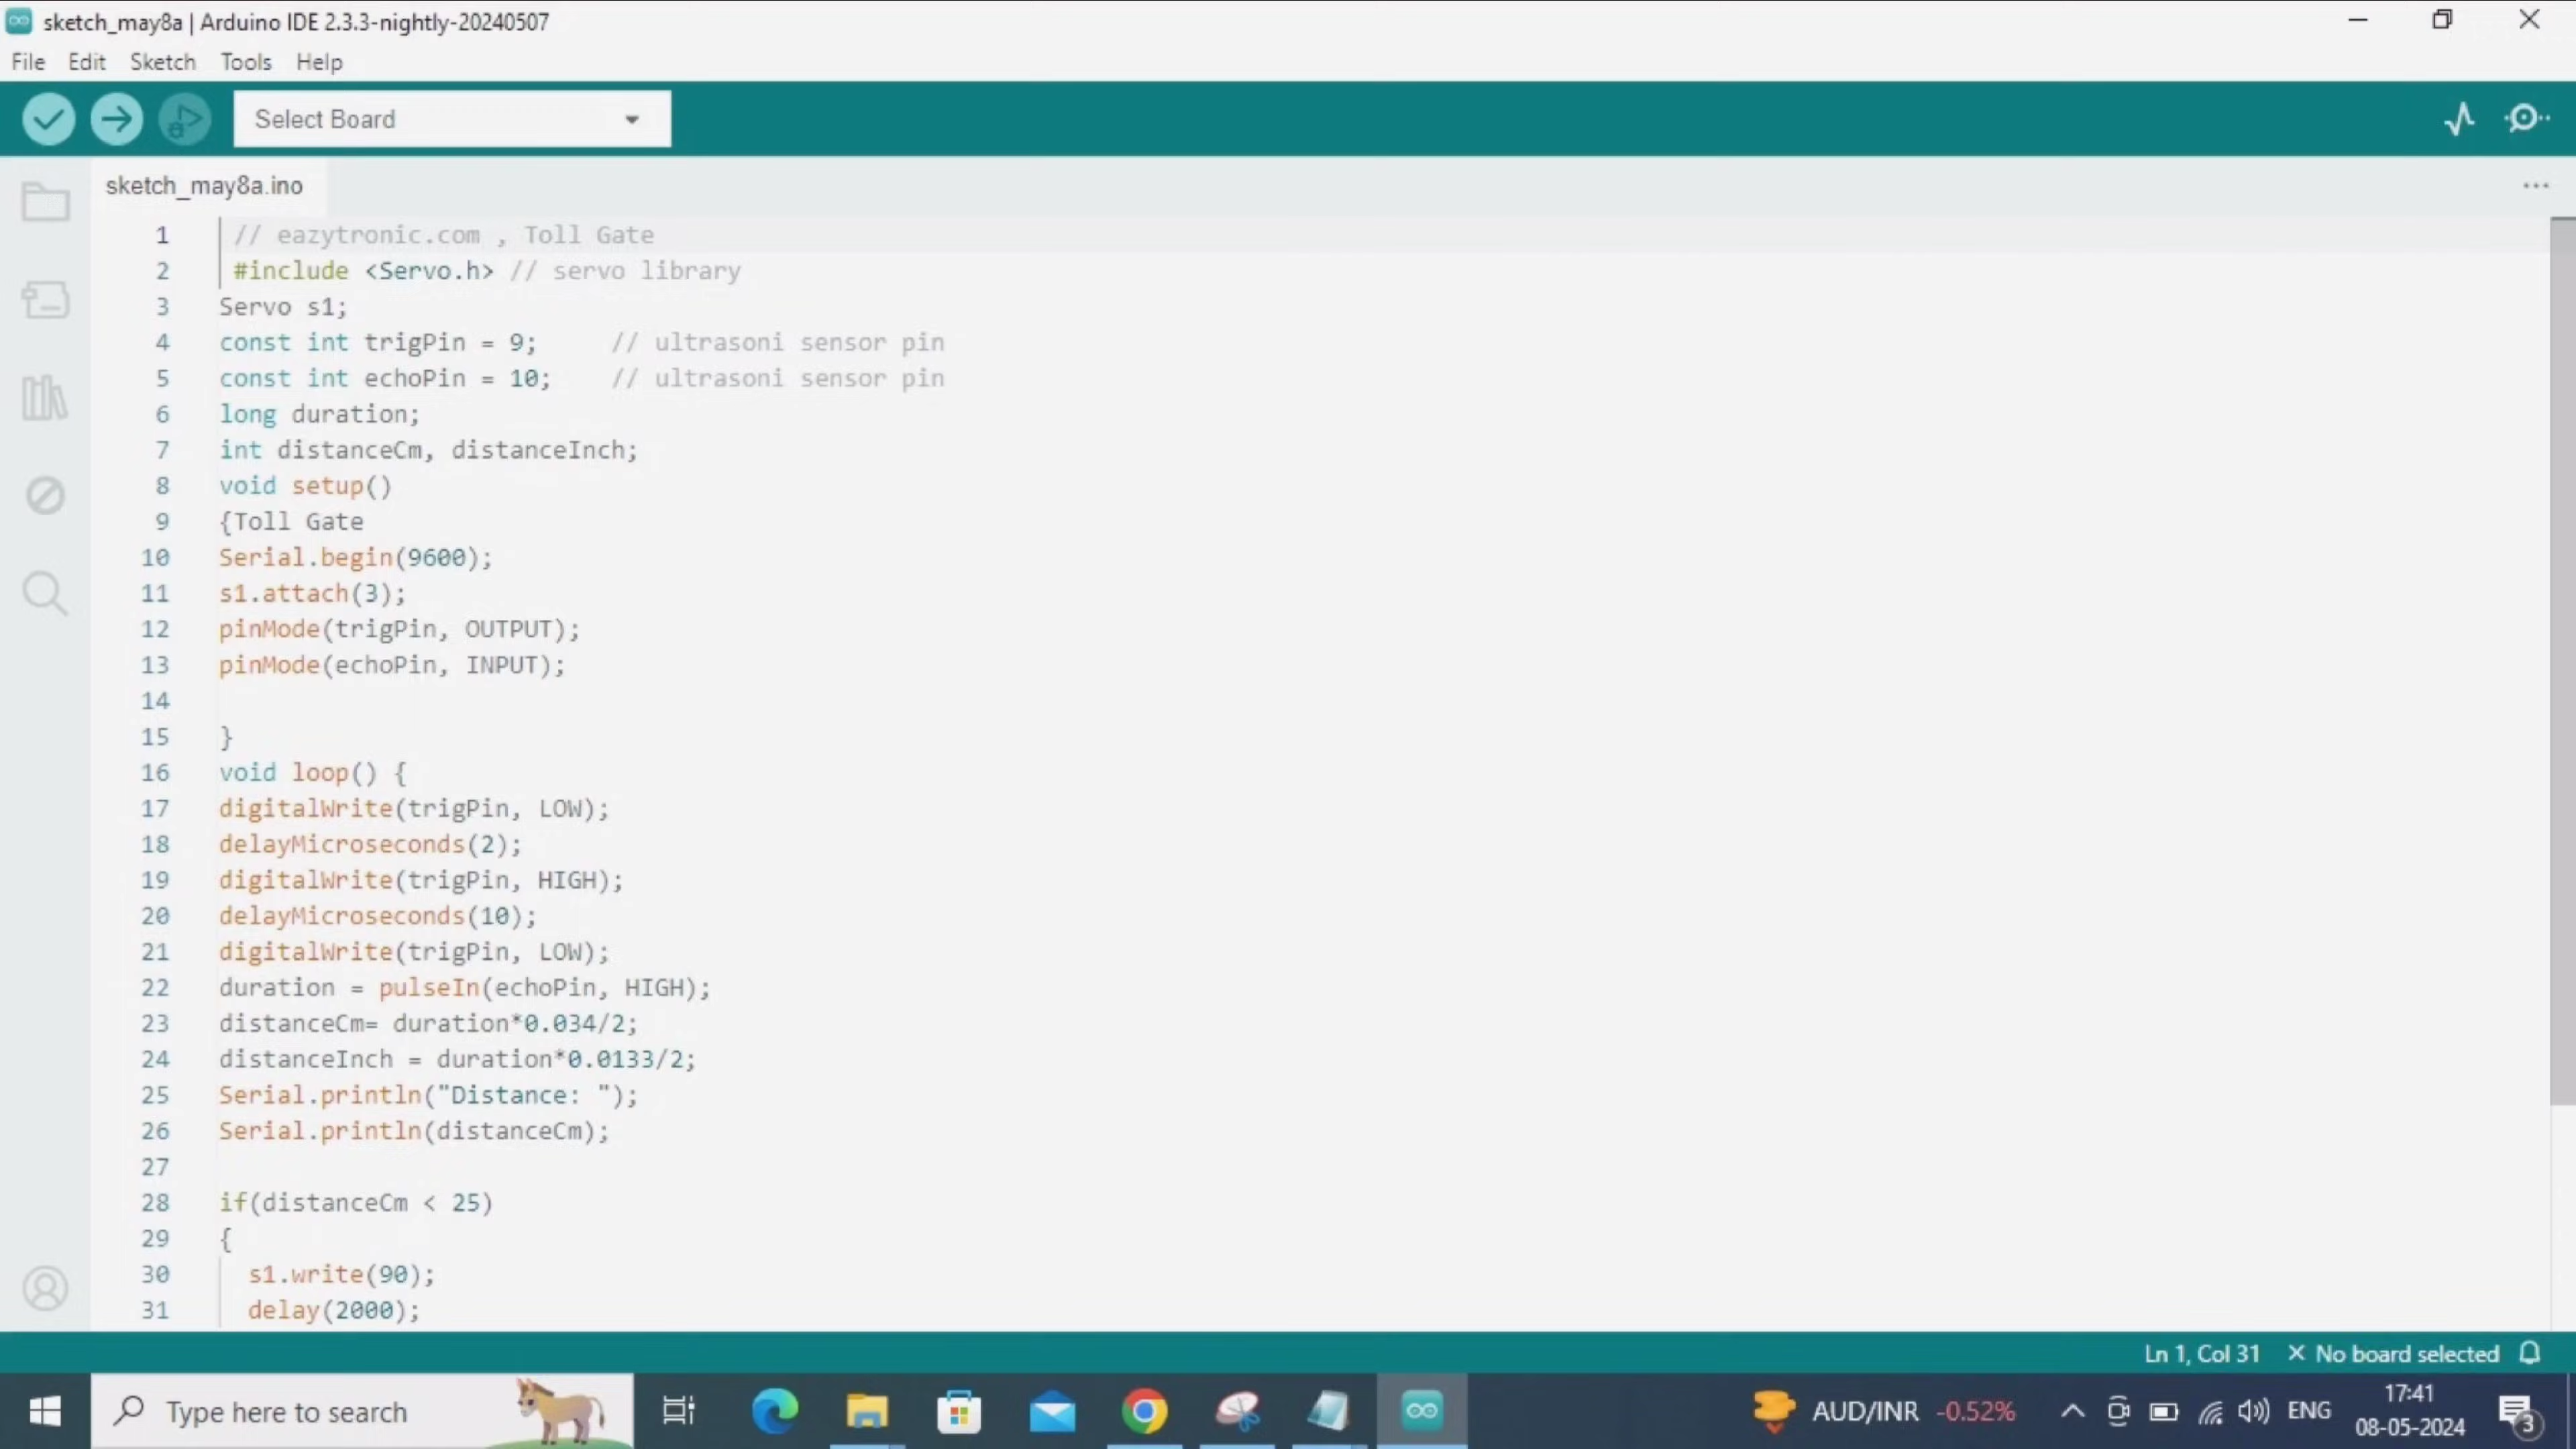 sketch_may8a | Arduino IDE 2.3.3-nightly-20240507
File Edit Sketch Tools Help
Select Board
sketch_may8a.ino
1 // eazytronic.com , Toll Gate
2 #include <Servo.h> // servo library
3 Servo s1;
4 const int trigPin = 9; // ultrasoni sensor pin
5 const int echoPin = 10; // ultrasoni sensor pin
6 long duration;
7 int distanceCm, distanceInch;
8 void setup()
9 {Toll Gate
10 Serial.begin(9600);
11 s1.attach(3);
12 pinMode(trigPin, OUTPUT);
13 pinMode(echoPin, INPUT);
14
15 }
16 void loop() {
17 digitalWrite(trigPin, LOW);
18 delayMicroseconds(2);
19 digitalWrite(trigPin, HIGH);
20 delayMicroseconds(10);
21 digitalWrite(trigPin, LOW);
22 duration = pulseIn(echoPin, HIGH);
23 distanceCm= duration*0.034/2;
24 distanceInch = duration*0.0133/2;
25 Serial.println("Distance: ");
26 Serial.println(distanceCm);
27
28 if(distanceCm < 25)
29 {
30 s1.write(90);
31 delay(2000);
Ln 1, Col 31 × No board selected
Type here to search
AUD/INR -0.52%
ENG
17:41
08-05-2024
3